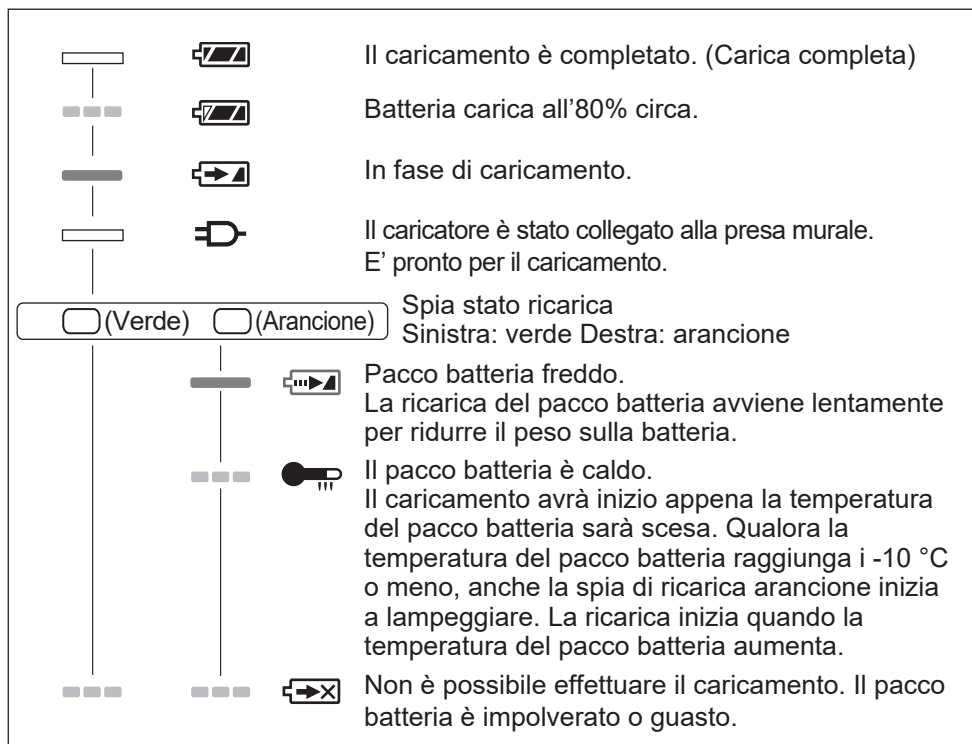 Il caricamento è completato. (Carica completa)
Batteria carica all'80% circa.
In fase di caricamento.
Il caricatore è stato collegato alla presa murale.
E' pronto per il caricamento.
(Verde) (Arancione)
Spia stato ricarica
Sinistra: verde Destra: arancione
Pacco batteria freddo.
La ricarica del pacco batteria avviene lentamente
per ridurre il peso sulla batteria.
Il pacco batteria è caldo.
Il caricamento avrà inizio appena la temperatura
del pacco batteria sarà scesa. Qualora la
temperatura del pacco batteria raggiunga i -10 °C
o meno, anche la spia di ricarica arancione inizia
a lampeggiare. La ricarica inizia quando la
temperatura del pacco batteria aumenta.
Non è possibile effettuare il caricamento. Il pacco
batteria è impolverato o guasto.